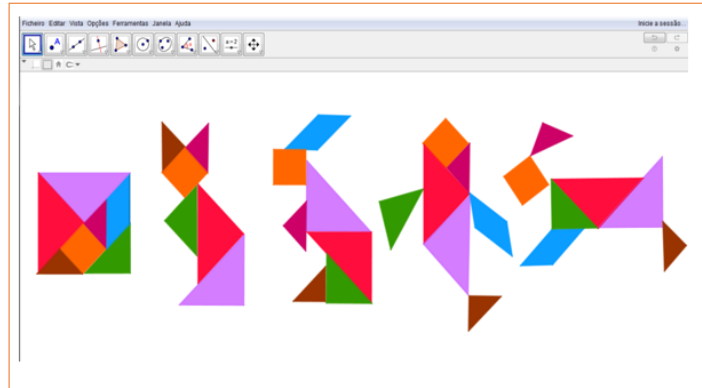 Ficheiro Editar Vista Opções Ferramentas Janela Ajuda
Inicie a sessão...
A
a=2